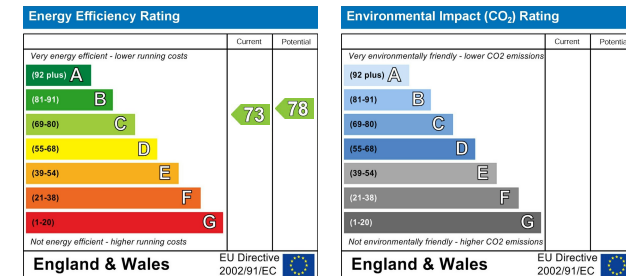 Energy Efficiency Rating
Current Potential
Very energy efficient - lower running costs
(92 plus) A
(81-91) B
(69-80) C
(55-68) D
(39-54) E
(21-38) F
(1-20) G
73 78
Not energy efficient - higher running costs
England & Wales
EU Directive
2002/91/EC
Environmental Impact (CO2) Rating
Current Potential
Very environmentally friendly - lower CO2 emissions
(92 plus) A
(81-91) B
(69-80) C
(55-68) D
(39-54) E
(21-38) F
(1-20) G
Not environmentally friendly - higher CO2 emissions
England & Wales
EU Directive
2002/91/EC